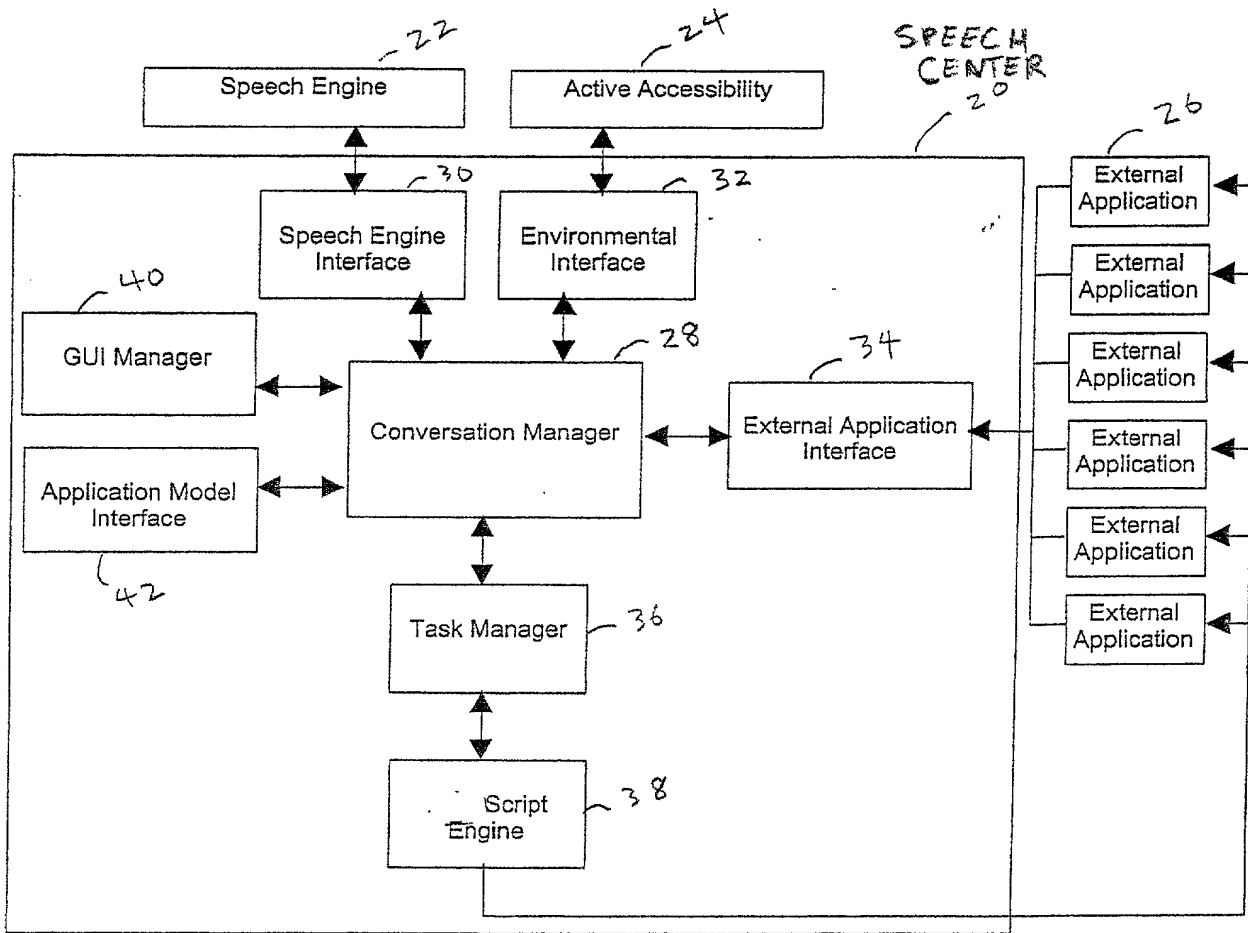 22
24
SPEECH
CENTER
20
26
Speech Engine
Active Accessibility
30
32
External
Application
Speech Engine
Interface
Environmental
Interface
External
Application
40
28
34
GUI Manager
External
Application
Conversation Manager
External Application
Interface
External
Application
Application Model
Interface
42
External
Application
Task Manager
36
External
Application
Script
Engine
38